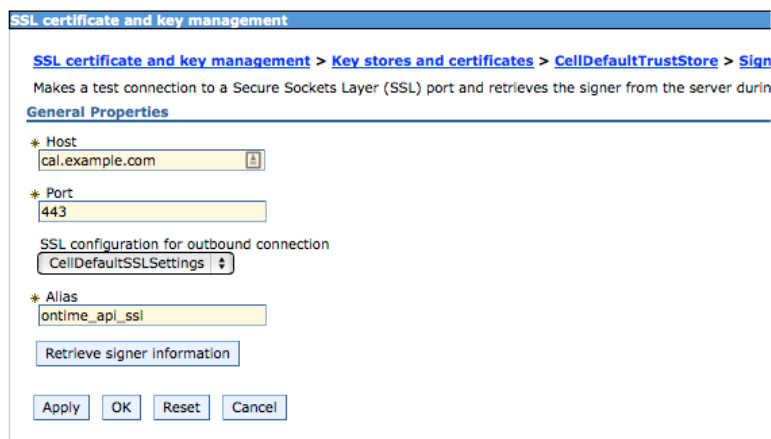 SSL certificate and key management
SSL certificate and key management > Key stores and certificates > CellDefaultTrustStore > Sign
Makes a test connection to a Secure Sockets Layer (SSL) port and retrieves the signer from the server durin
General Properties
* Host
cal.example.com
* Port
443
SSL configuration for outbound connection
CellDefaultSSLSettings
* Alias
ontime_api_ssl
Retrieve signer information
Apply OK Reset Cancel